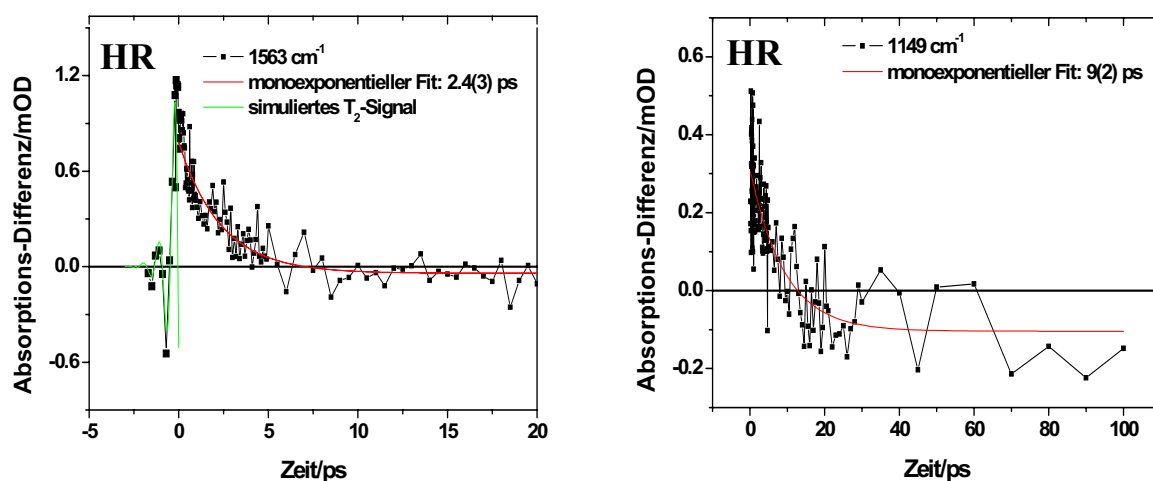 HR
1563 cm-1
monoexponentieller Fit: 2.4(3) ps
simuliertes T2-Signal
Absorptions-Differenz/mOD
1.2
0.6
0.0
-0.6
-5
0
5
10
15
20
Zeit/ps
HR
1149 cm-1
monoexponentieller Fit: 9(2) ps
Absorptions-Differenz/mOD
0.6
0.4
0.2
0.0
-0.2
0
20
40
60
80
100
Zeit/ps